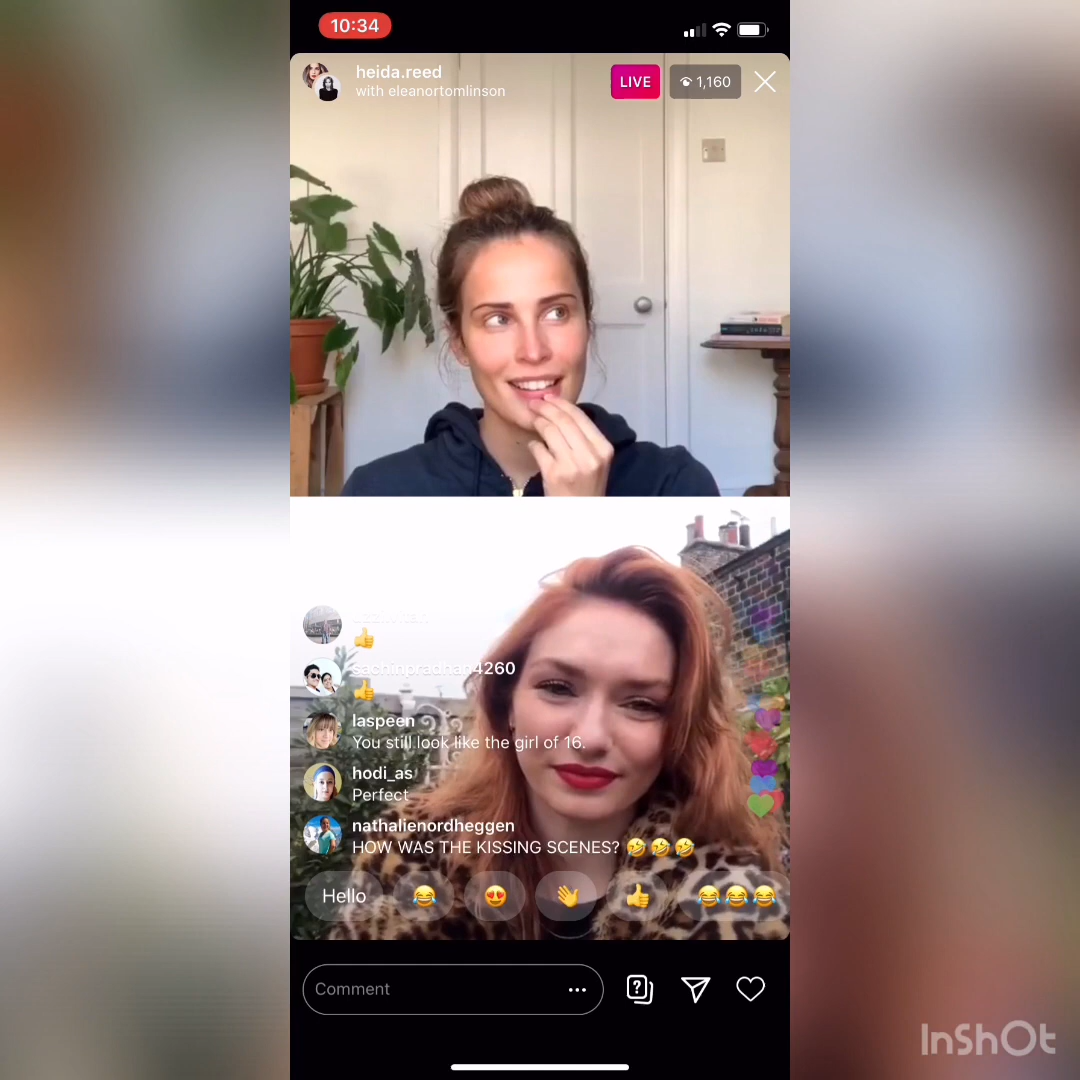 10:34
heida.reed
with eleanortomlinson
LIVE
1,160
sachinpradhan4260
laspeen
You still look like the girl of 16.
hodi_as
Perfect
nathalienordheggen
HOW WAS THE KISSING SCENES? 🤣🤣🤣
Hello 😂 😍 👋 👍 😂😂😂
Comment
InShOt